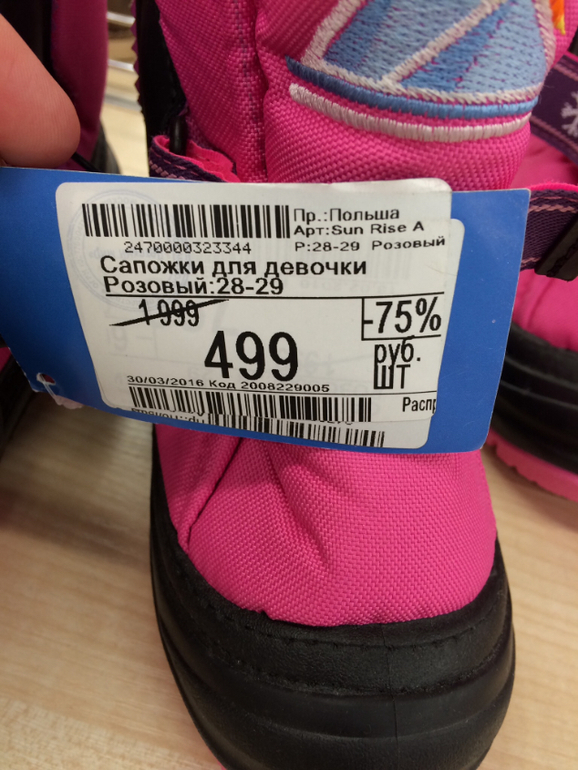 Пр.:Польша
Арт:Sun Rise A
2470000323344
Р:28-29 Розовый
Сапожки для девочки
Розовый:28-29
1 999
-75%
499
руб.
ШТ
30/03/2016 Код 2008229005
Распр